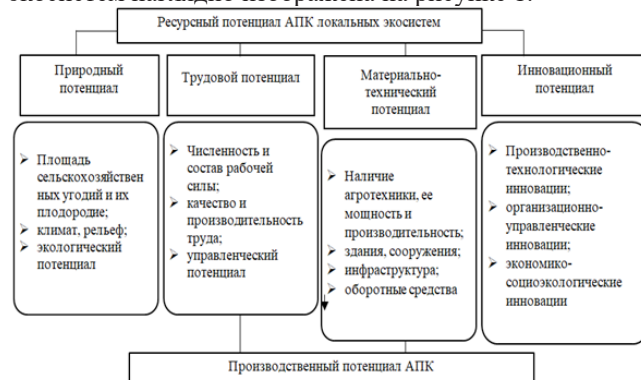 Ресурсный потенциал АПК локальных экосистем
Природный
потенциал
Трудовой
потенциал
Материально-
технический
потенциал
Инновационный
потенциал
➢ Площадь
сельскохозяйствен
ных угодий и их
плодородие;
➢ климат, рельеф;
➢ экологический
потенциал
➢ Численность и
состав рабочей
силы;
➢ качество и
производительность
труда;
➢ управленческий
потенциал
➢ Наличие
агротехники, ее
мощность и
производительность;
➢ здания, сооружения;
➢ инфраструктура;
➢ оборотные средства
➢ Производственно-
технологические
инновации;
➢ организационно-
управленческие
инновации;
➢ экономико-
социоэкологические
инновации
Производственный потенциал АПК